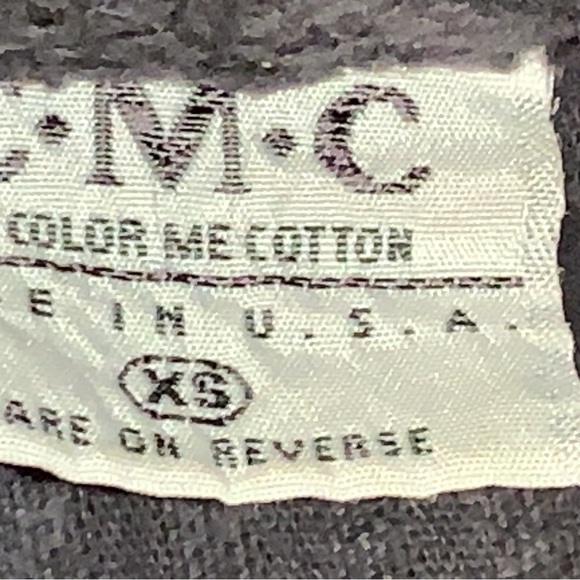 C·M·C
COLOR ME COTTON
E IN U.S.A.
XS
ARE ON REVERSE